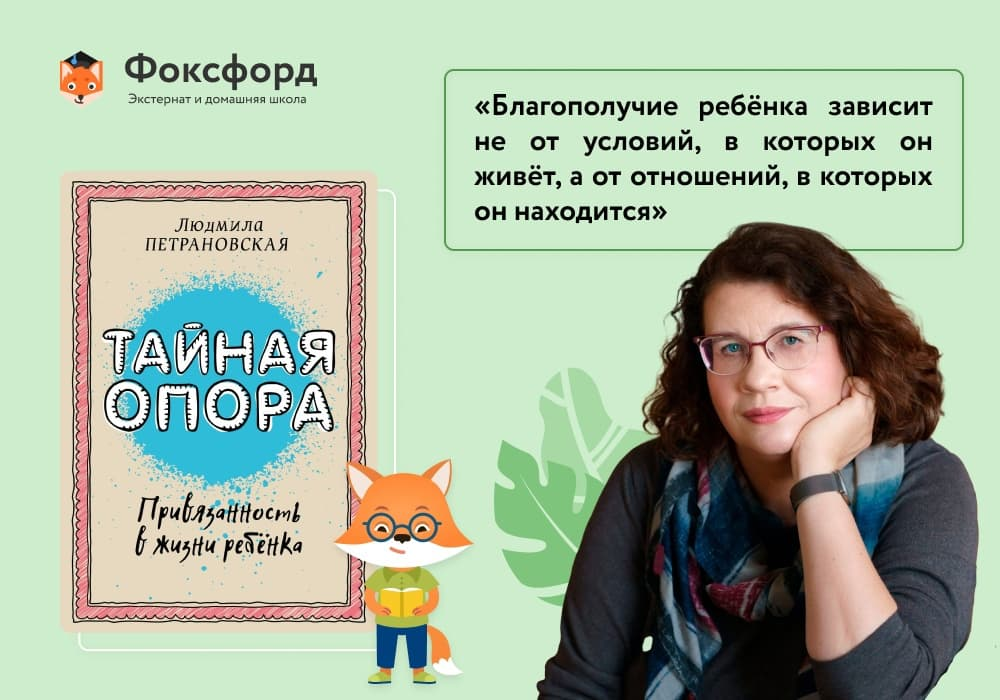 Фоксфорд
Экстернат и домашняя школа
«Благополучие ребёнка зависит
не от условий, в которых он
живёт, а от отношений, в которых
он находится»
Людмила
ПЕТРАНОВСКАЯ
ТАЙНАЯ
ОПОРА
Привязанность
в жизни ребёнка